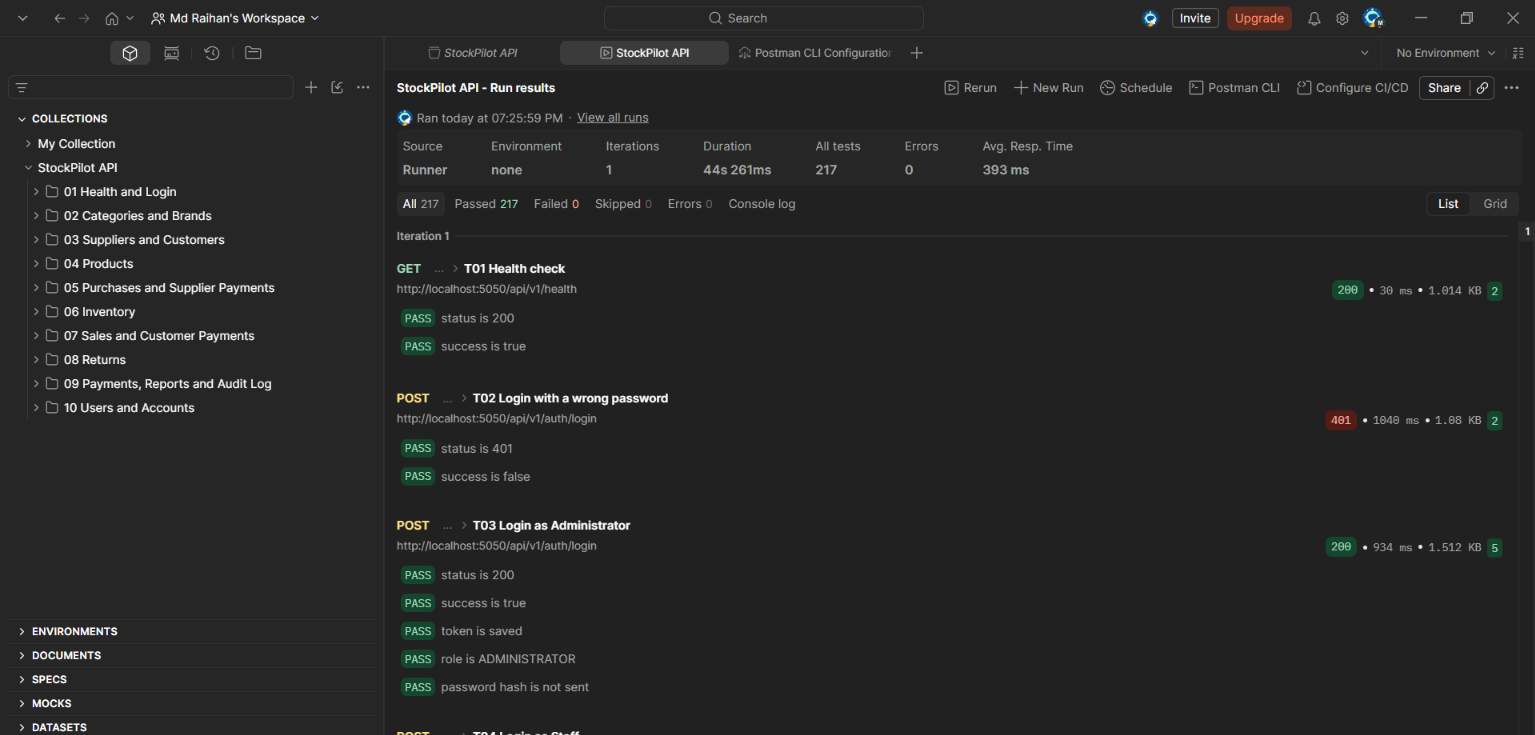 Md Raihan's Workspace
Search
Invite
Upgrade
StockPilot API
StockPilot API
Postman CLI Configuration
No Environment
StockPilot API - Run results
Rerun
New Run
Schedule
Postman CLI
Configure CI/CD
Share
COLLECTIONS
My Collection
StockPilot API
01 Health and Login
02 Categories and Brands
03 Suppliers and Customers
04 Products
05 Purchases and Supplier Payments
06 Inventory
07 Sales and Customer Payments
08 Returns
09 Payments, Reports and Audit Log
10 Users and Accounts
ENVIRONMENTS
DOCUMENTS
SPECS
MOCKS
DATASETS
Ran today at 07:25:59 PM · View all runs
Source Environment Iterations Duration All tests Errors Avg. Resp. Time
Runner none 1 44s 261ms 217 0 393 ms
All 217 Passed 217 Failed 0 Skipped 0 Errors 0 Console log
List Grid
Iteration 1
1
GET ... > T01 Health check
http://localhost:5050/api/v1/health
200 • 30 ms • 1.014 KB 2
PASS status is 200
PASS success is true
POST ... > T02 Login with a wrong password
http://localhost:5050/api/v1/auth/login
401 • 1040 ms • 1.08 KB 2
PASS status is 401
PASS success is false
POST ... > T03 Login as Administrator
http://localhost:5050/api/v1/auth/login
200 • 934 ms • 1.512 KB 5
PASS status is 200
PASS success is true
PASS token is saved
PASS role is ADMINISTRATOR
PASS password hash is not sent
POST ... > T04 Login as Staff